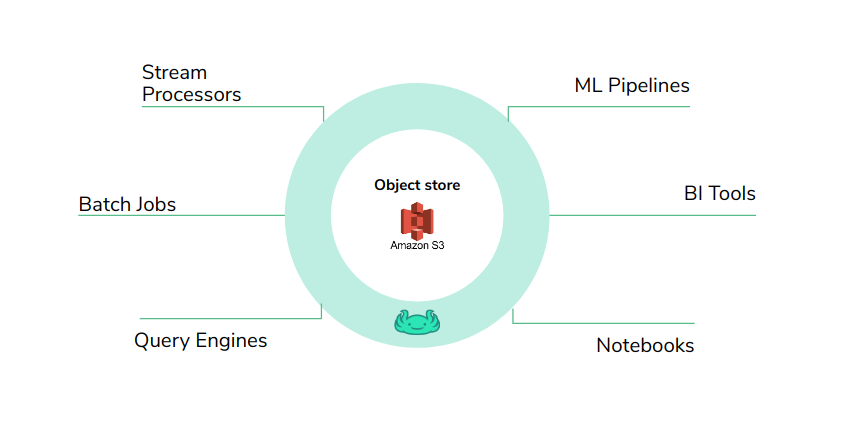 Stream
Processors
ML Pipelines
Object store
Batch Jobs
BI Tools
Amazon S3
Query Engines
Notebooks